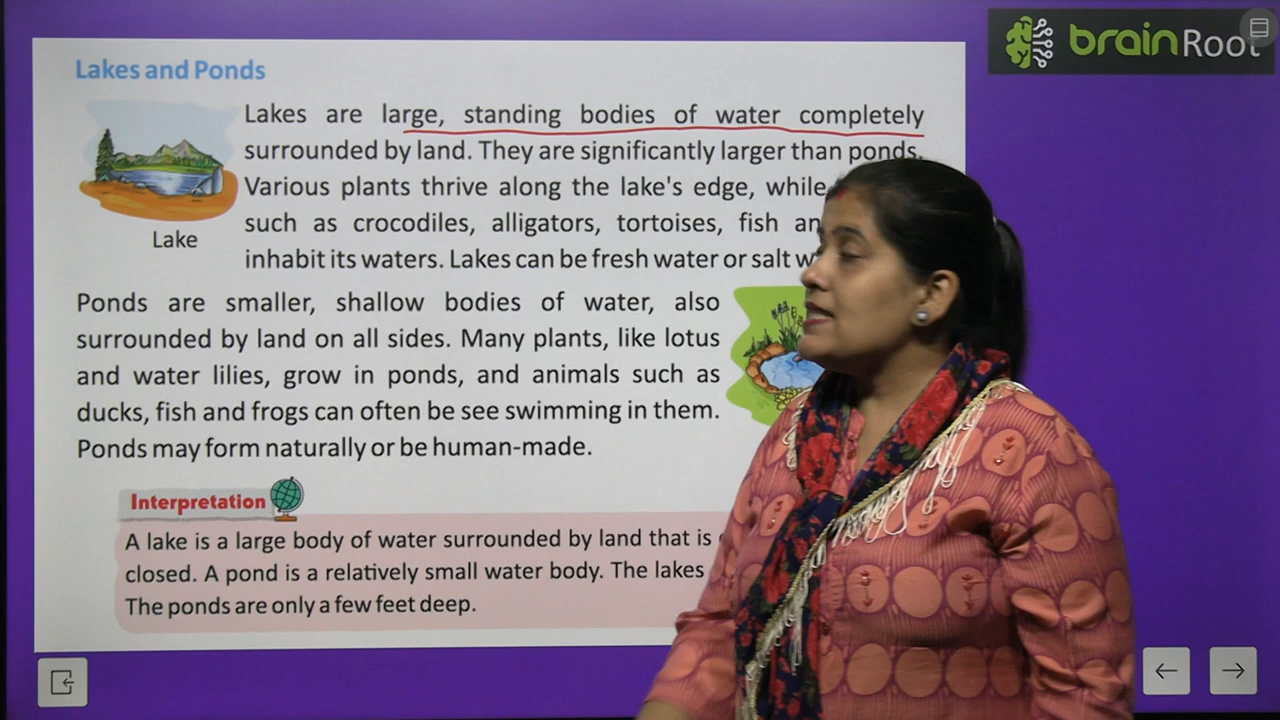 brainRoot
Lakes and Ponds
Lakes are large, standing bodies of water completely
surrounded by land. They are significantly larger than ponds.
Various plants thrive along the lake's edge, while
such as crocodiles, alligators, tortoises, fish
inhabit its waters. Lakes can be fresh water or salt
Lake
Ponds are smaller, shallow bodies of water, also
surrounded by land on all sides. Many plants, like lotus
and water lilies, grow in ponds, and animals such as
ducks, fish and frogs can often be see swimming in them.
Ponds may form naturally or be human-made.
Interpretation
A lake is a large body of water surrounded by land that is
closed. A pond is a relatively small water body. The lakes
The ponds are only a few feet deep.